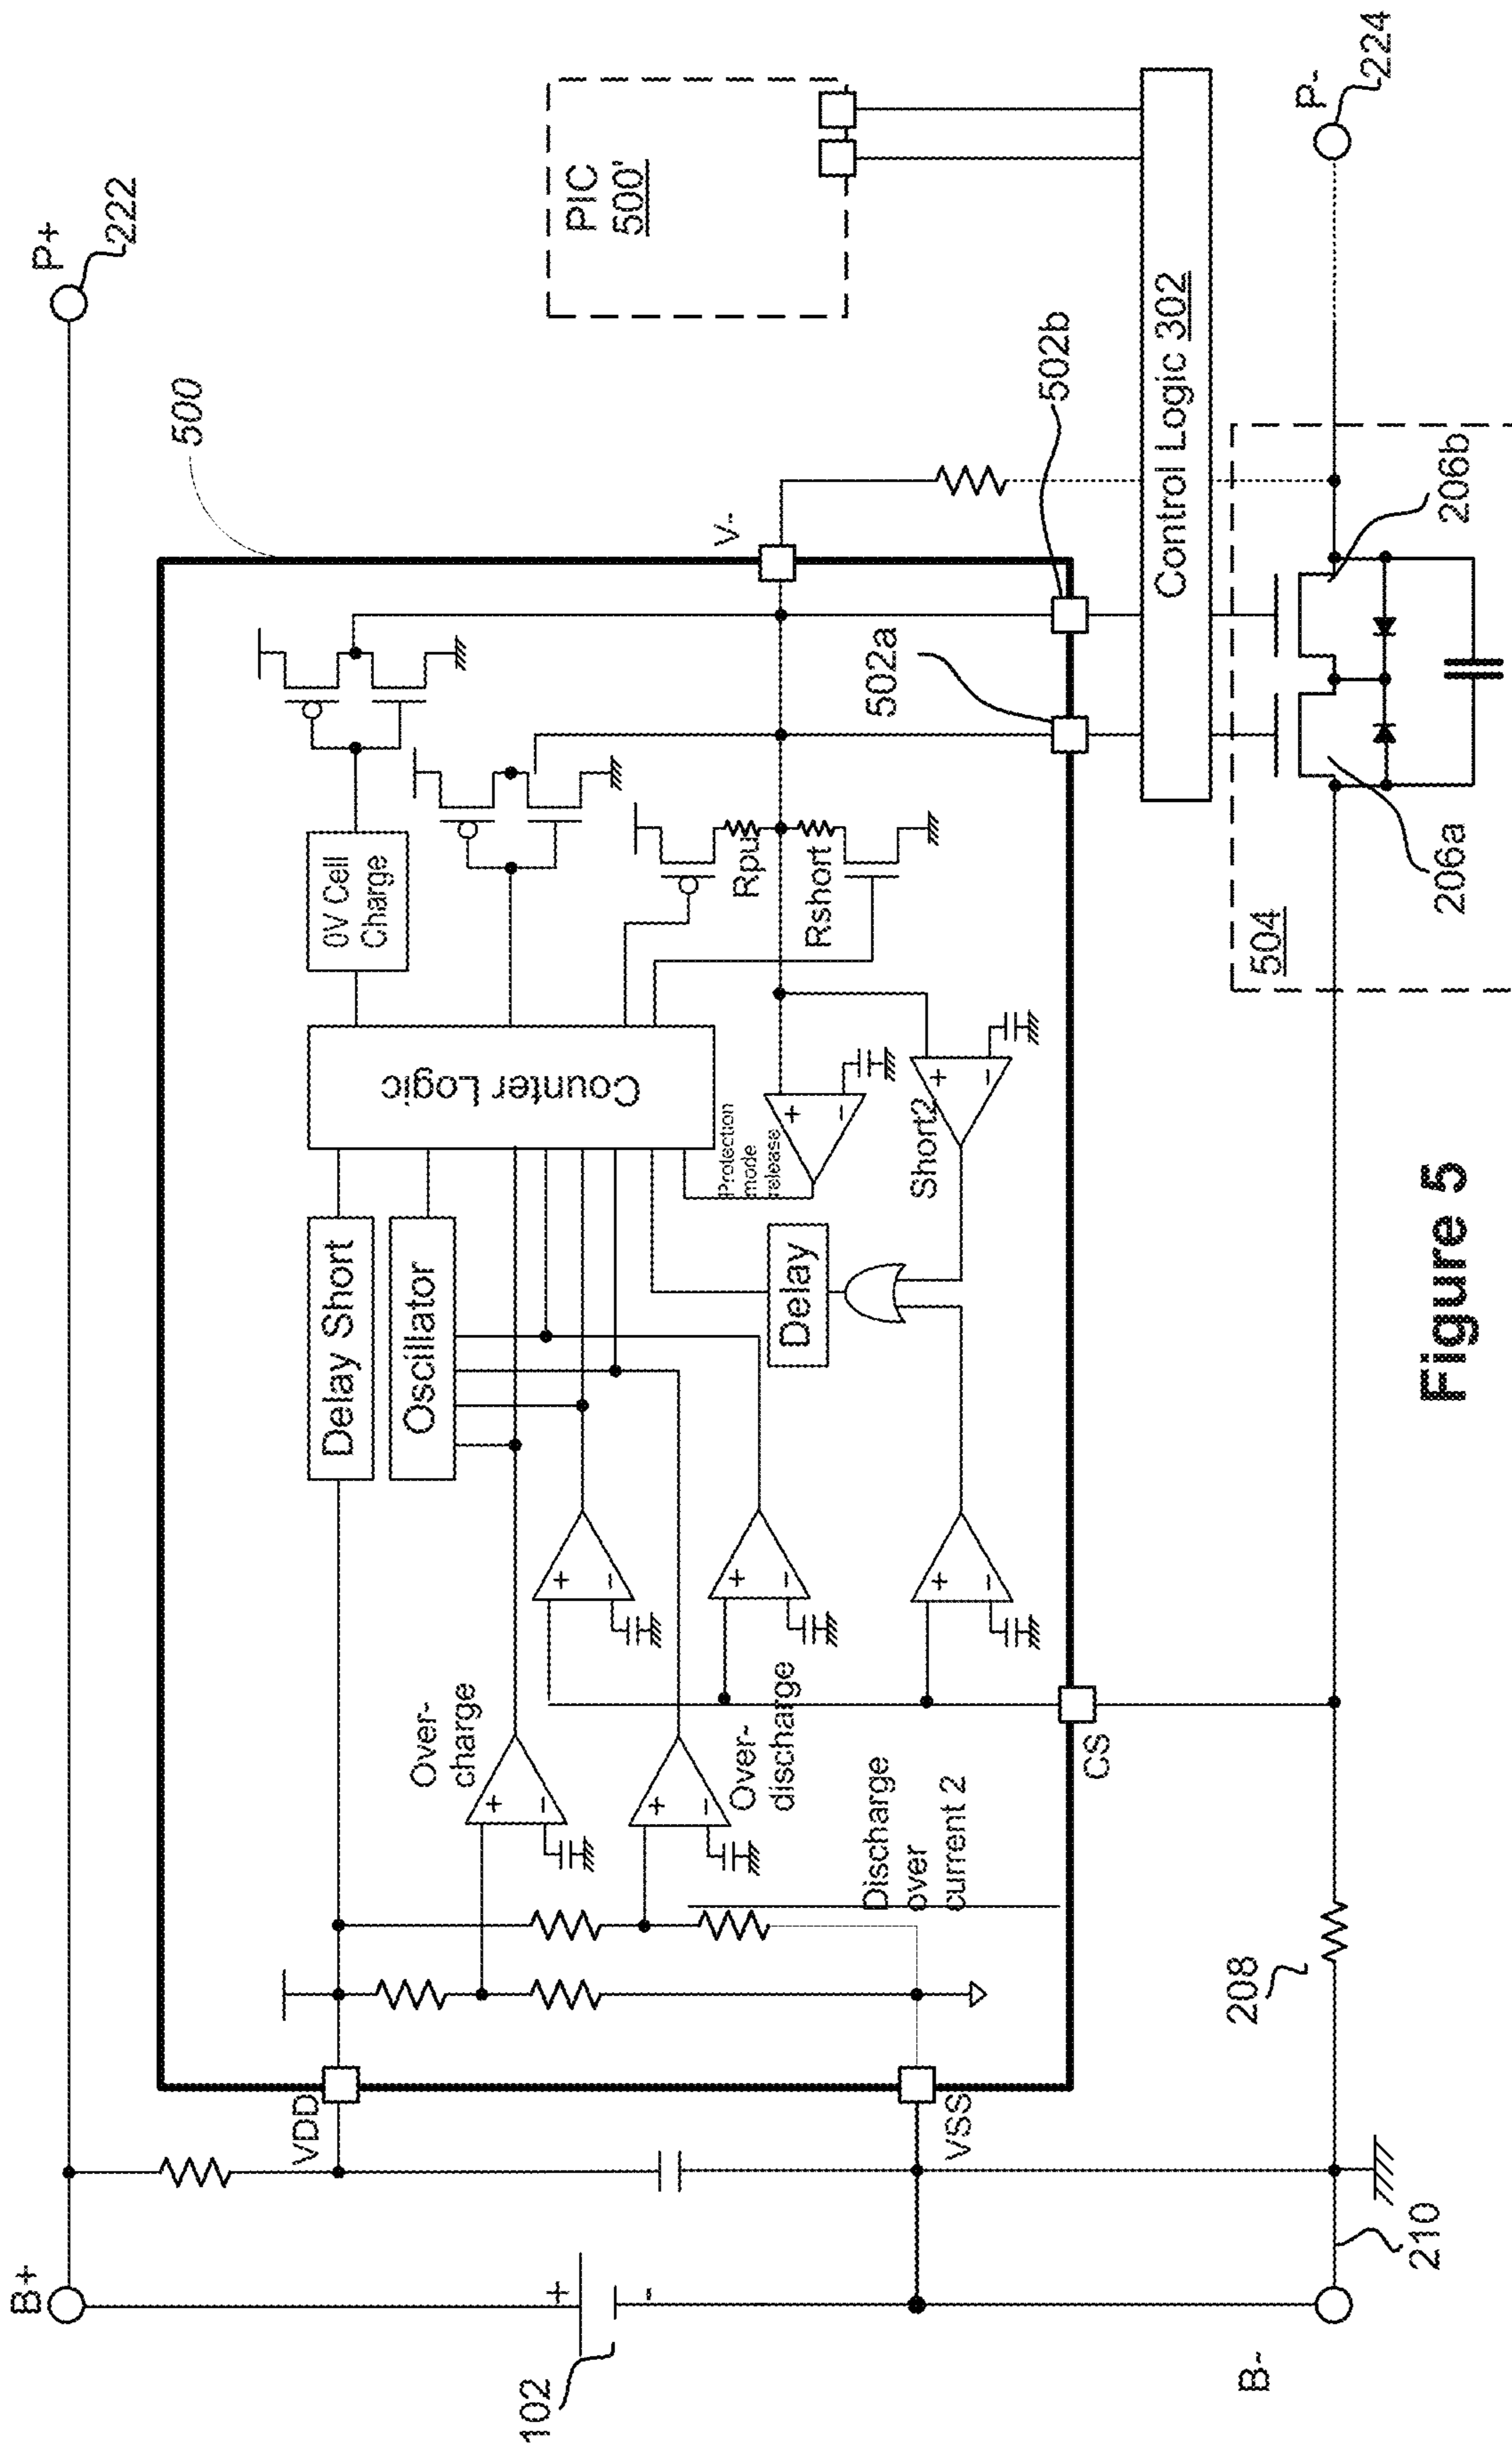 B+
P+
222
500
102
+
-
VDD
VSS
B-
210
208
CS
Over-
charge
Over-
discharge
Discharge
over
current 2
Delay Short
Oscillator
Counter Logic
0V Cell
Charge
Delay
Protection
mode
release
Short2
Rpu
Rshort
V-
+
-
+
-
+
-
+
-
+
-
+
-
+
-
502a
502b
PIC
500'
Control Logic 302
504
206a
206b
P-
224
Figure 5